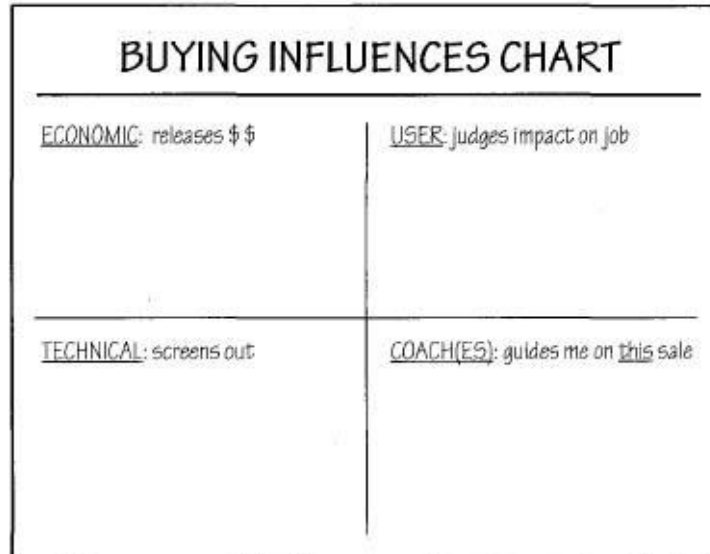 BUYING INFLUENCES CHART
ECONOMIC: releases $ $
USER: judges impact on job
TECHNICAL: screens out
COACH(ES): guides me on this sale